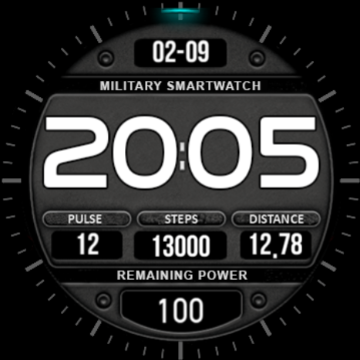 02-09
MILITARY SMARTWATCH
20:05
PULSE STEPS DISTANCE
12 13000 12,78
REMAINING POWER
100